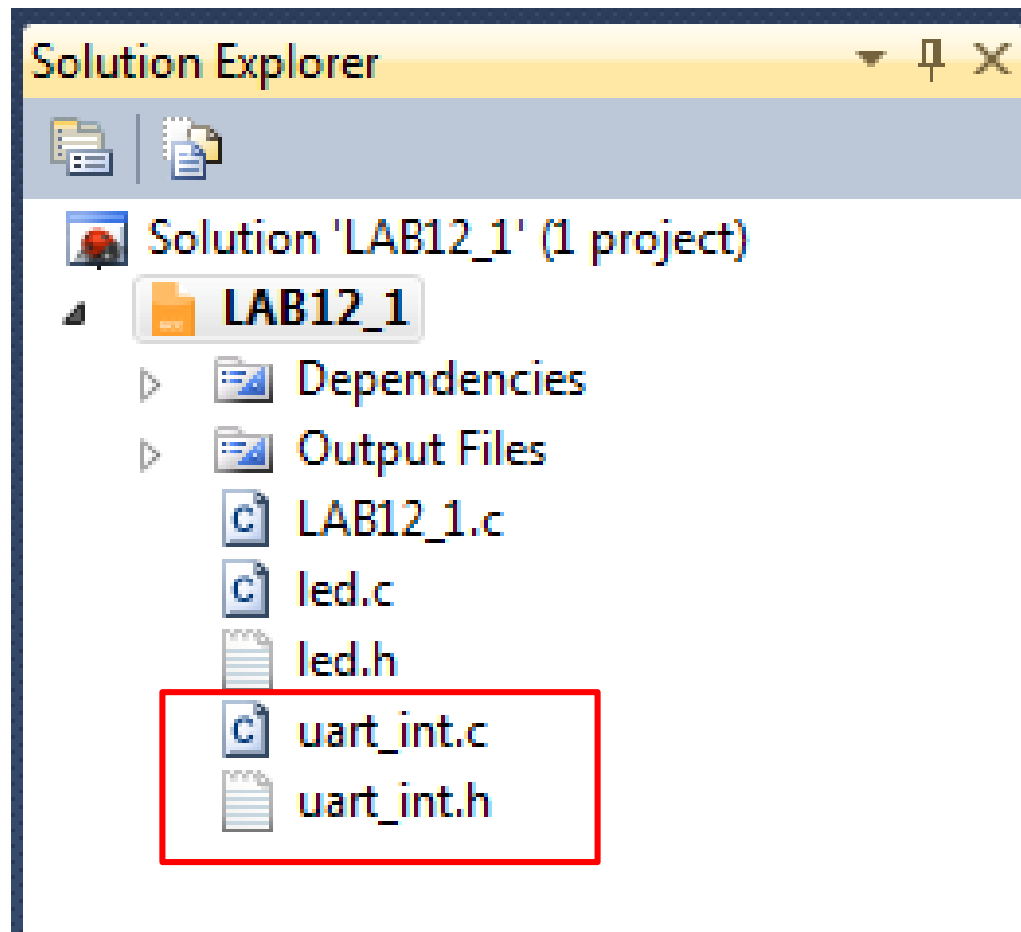 Solution Explorer
Solution 'LAB12_1' (1 project)
LAB12_1
Dependencies
Output Files
LAB12_1.c
led.c
led.h
uart_int.c
uart_int.h